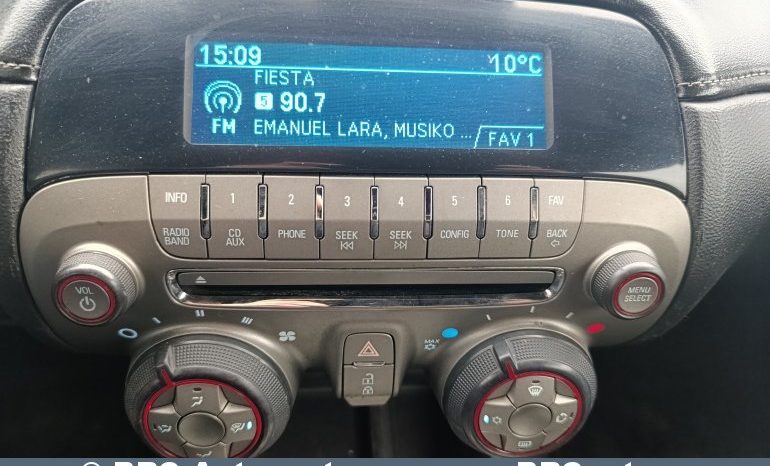 15:09 10°C
FIESTA
5 90.7
FM EMANUEL LARA, MUSIKO ... FAV 1
INFO 1 2 3 4 5 6 FAV
RADIO BAND CD AUX PHONE SEEK SEEK CONFIG TONE BACK
VOL
MENU SELECT
MAX